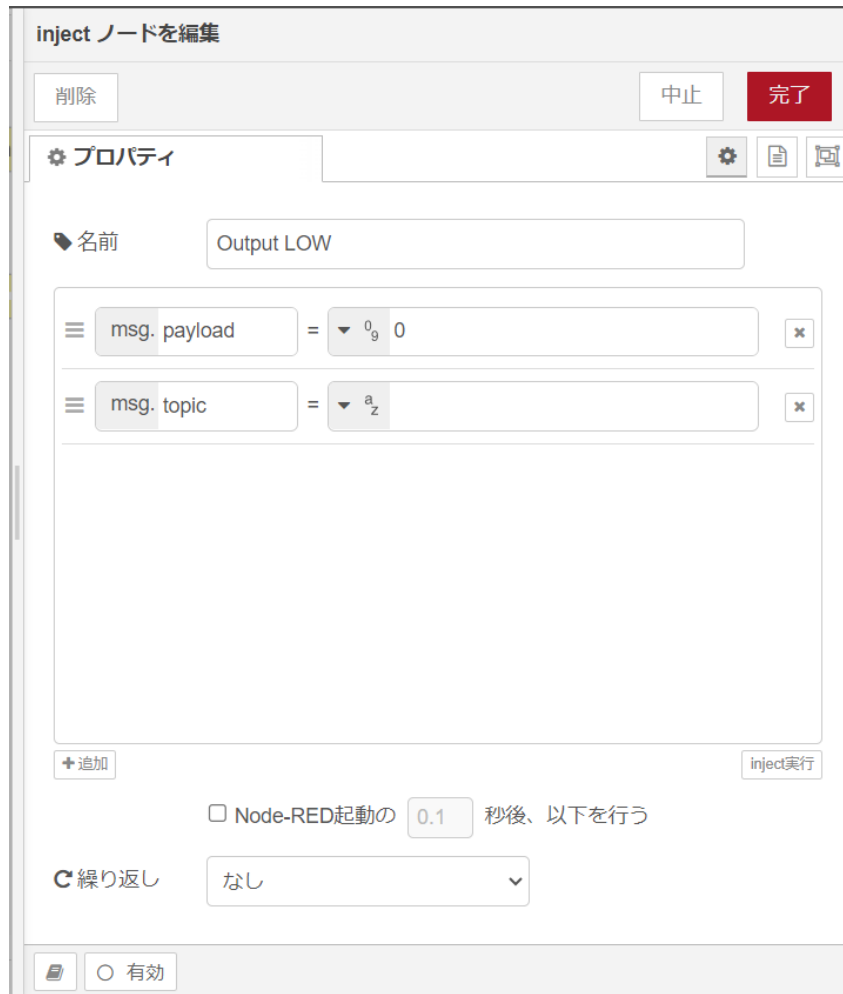 inject ノードを編集
削除 中止 完了
プロパティ
名前 Output LOW
msg. payload = 09 0
msg. topic = az
追加 inject実行
Node-RED起動の 0.1 秒後、以下を行う
繰り返し なし
有効